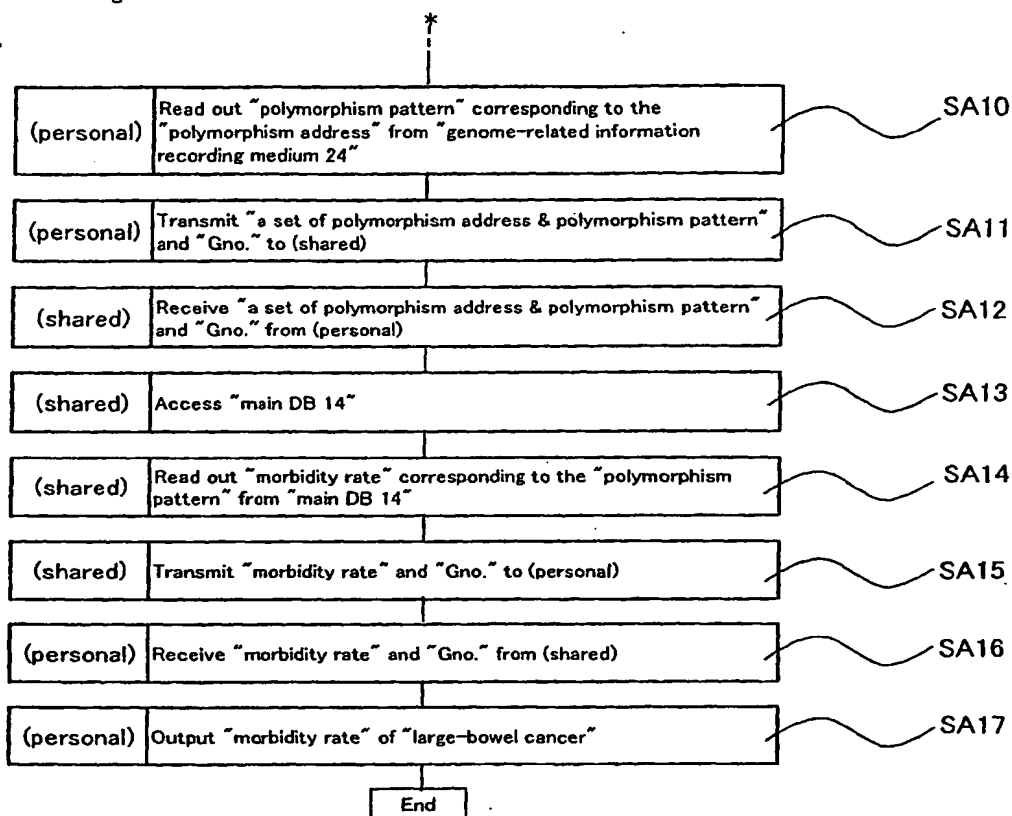 *
(personal) Read out "polymorphism pattern" corresponding to the
"polymorphism address" from "genome-related information
recording medium 24"
SA10
(personal) Transmit "a set of polymorphism address & polymorphism pattern"
and "Gno." to (shared)
SA11
(shared) Receive "a set of polymorphism address & polymorphism pattern"
and "Gno." from (personal)
SA12
(shared) Access "main DB 14"
SA13
(shared) Read out "morbidity rate" corresponding to the "polymorphism
pattern" from "main DB 14"
SA14
(shared) Transmit "morbidity rate" and "Gno." to (personal)
SA15
(personal) Receive "morbidity rate" and "Gno." from (shared)
SA16
(personal) Output "morbidity rate" of "large-bowel cancer"
SA17
End